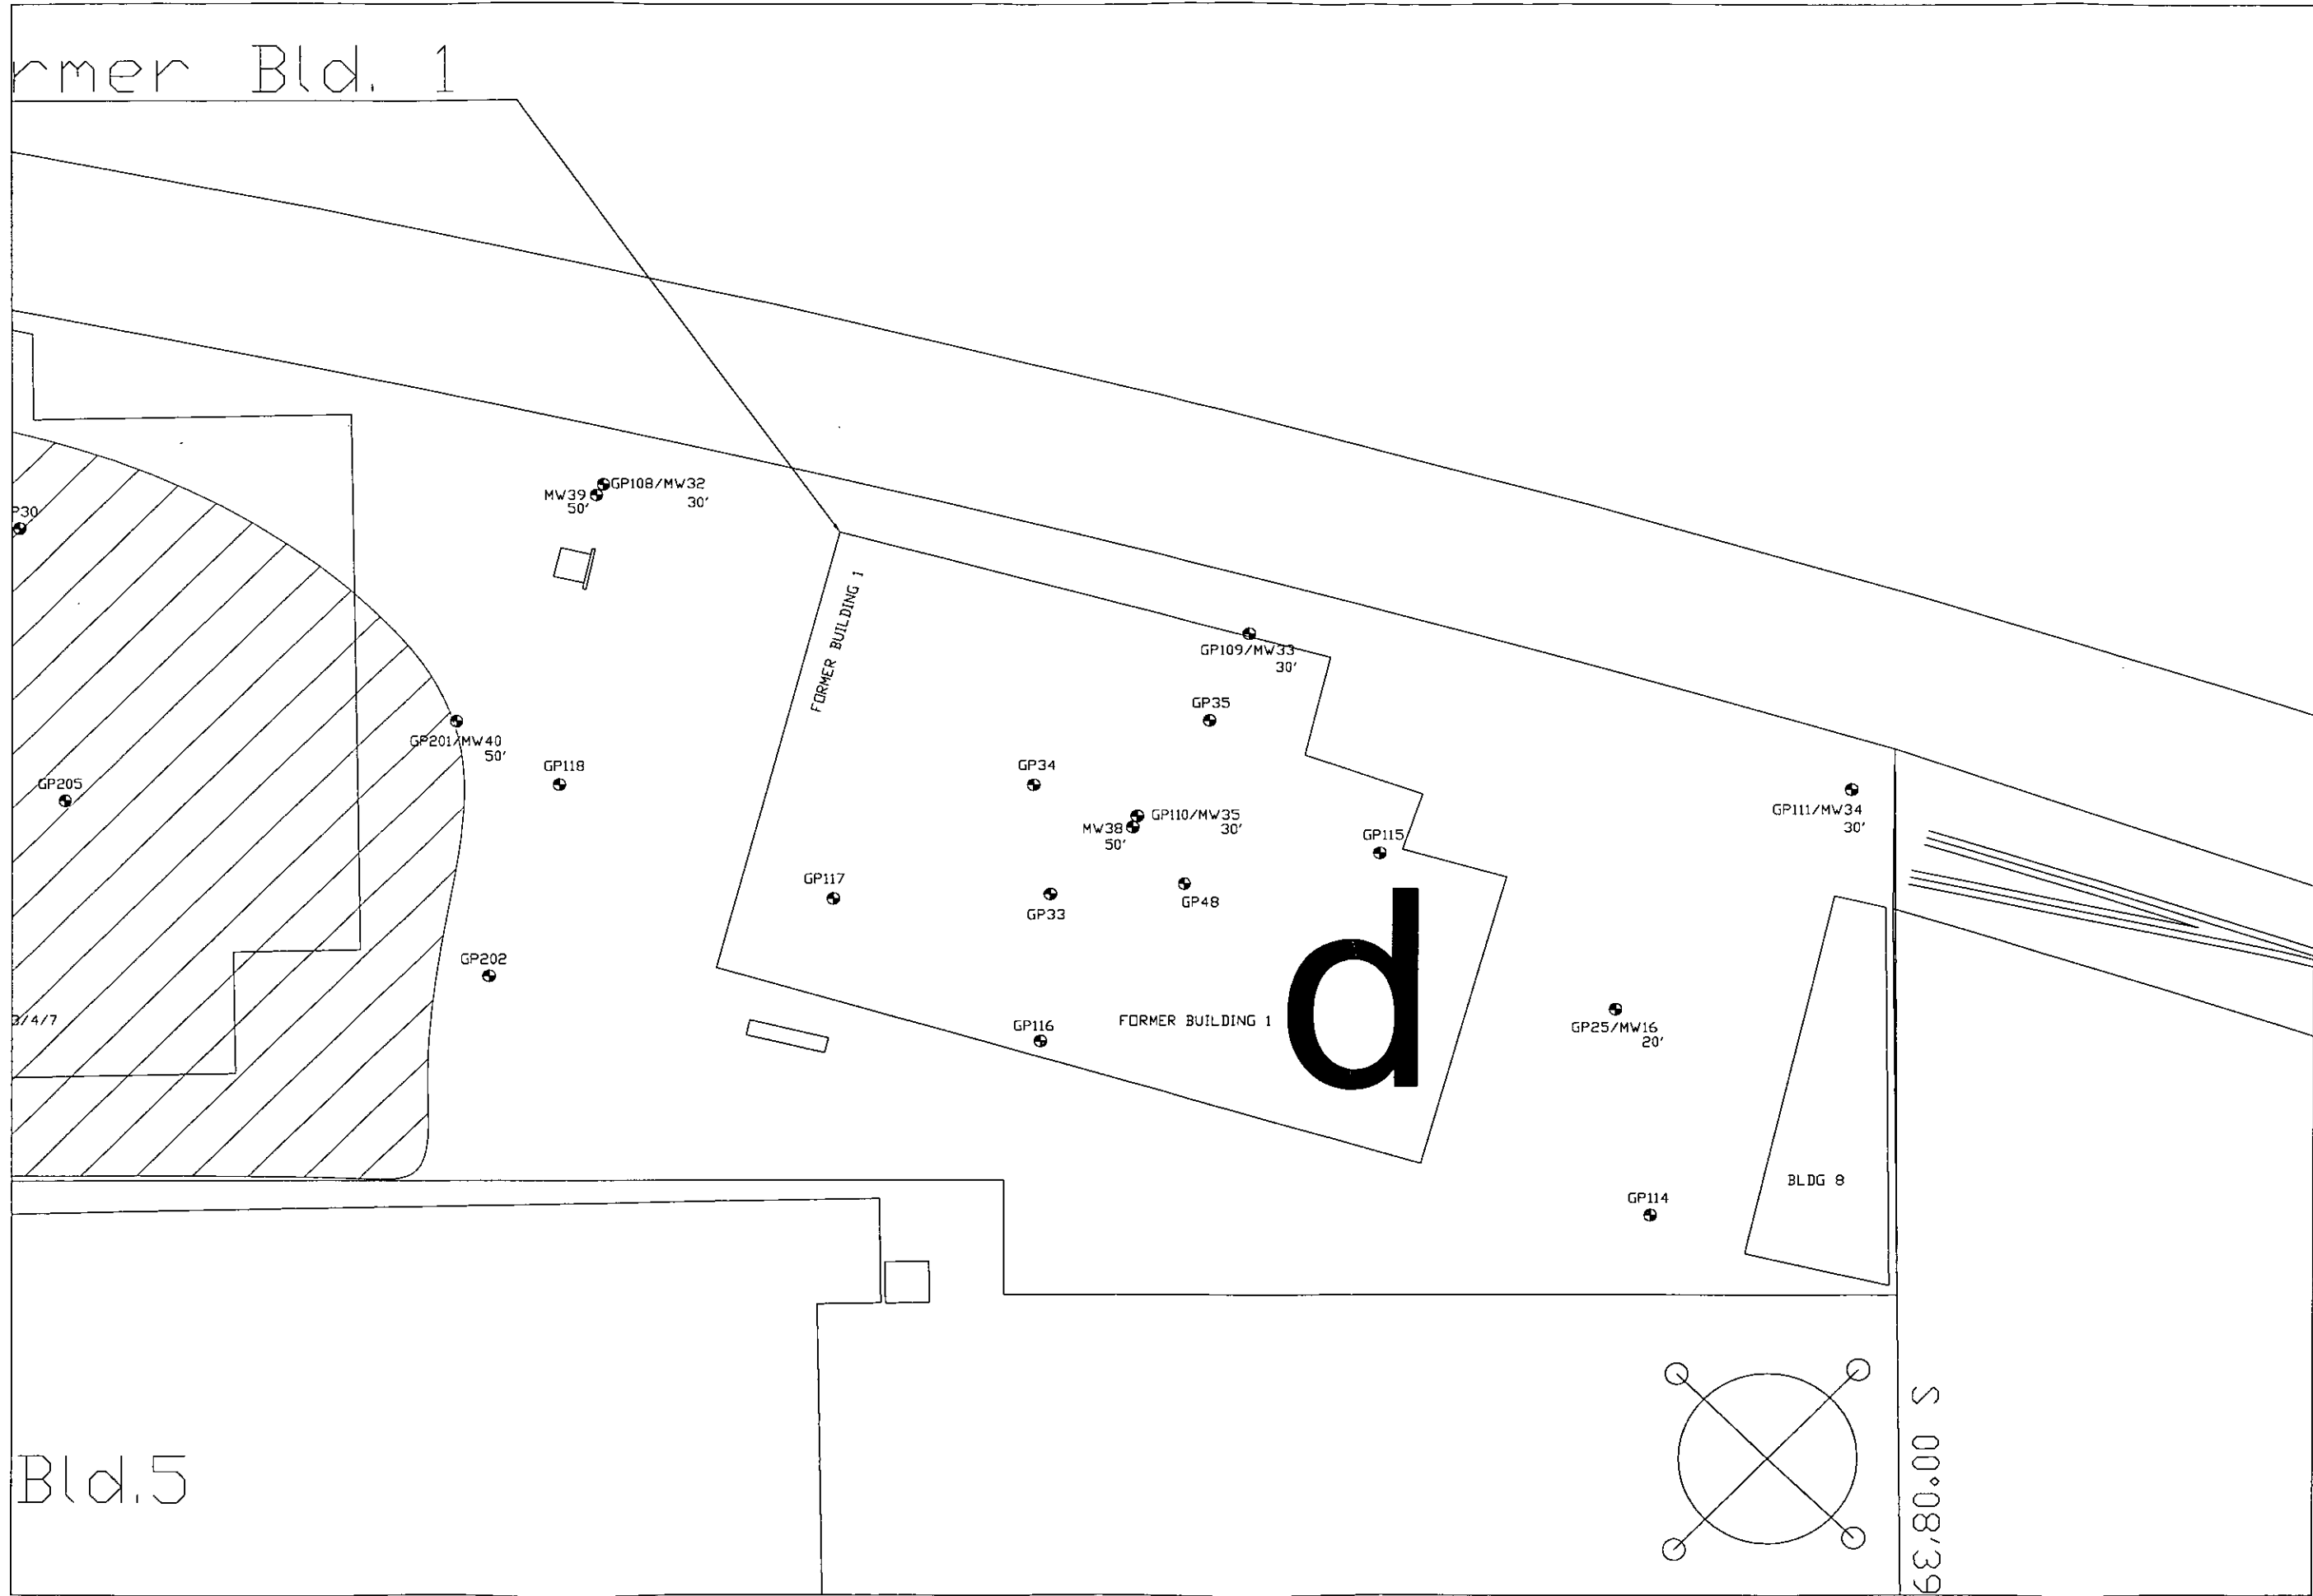 rmer Bld. 1
GP108/MW32
30'
MW39
50'
P30
FORMER BUILDING 1
GP109/MW33
30'
GP35
GP201/MW40
50'
GP118
GP34
GP205
GP110/MW35
30'
MW38
50'
GP111/MW34
30'
GP115
GP117
GP33
GP48
d
GP202
3/4/7
GP116
FORMER BUILDING 1
GP25/MW16
20'
BLDG 8
GP114
Bld.5
S 00°08'39